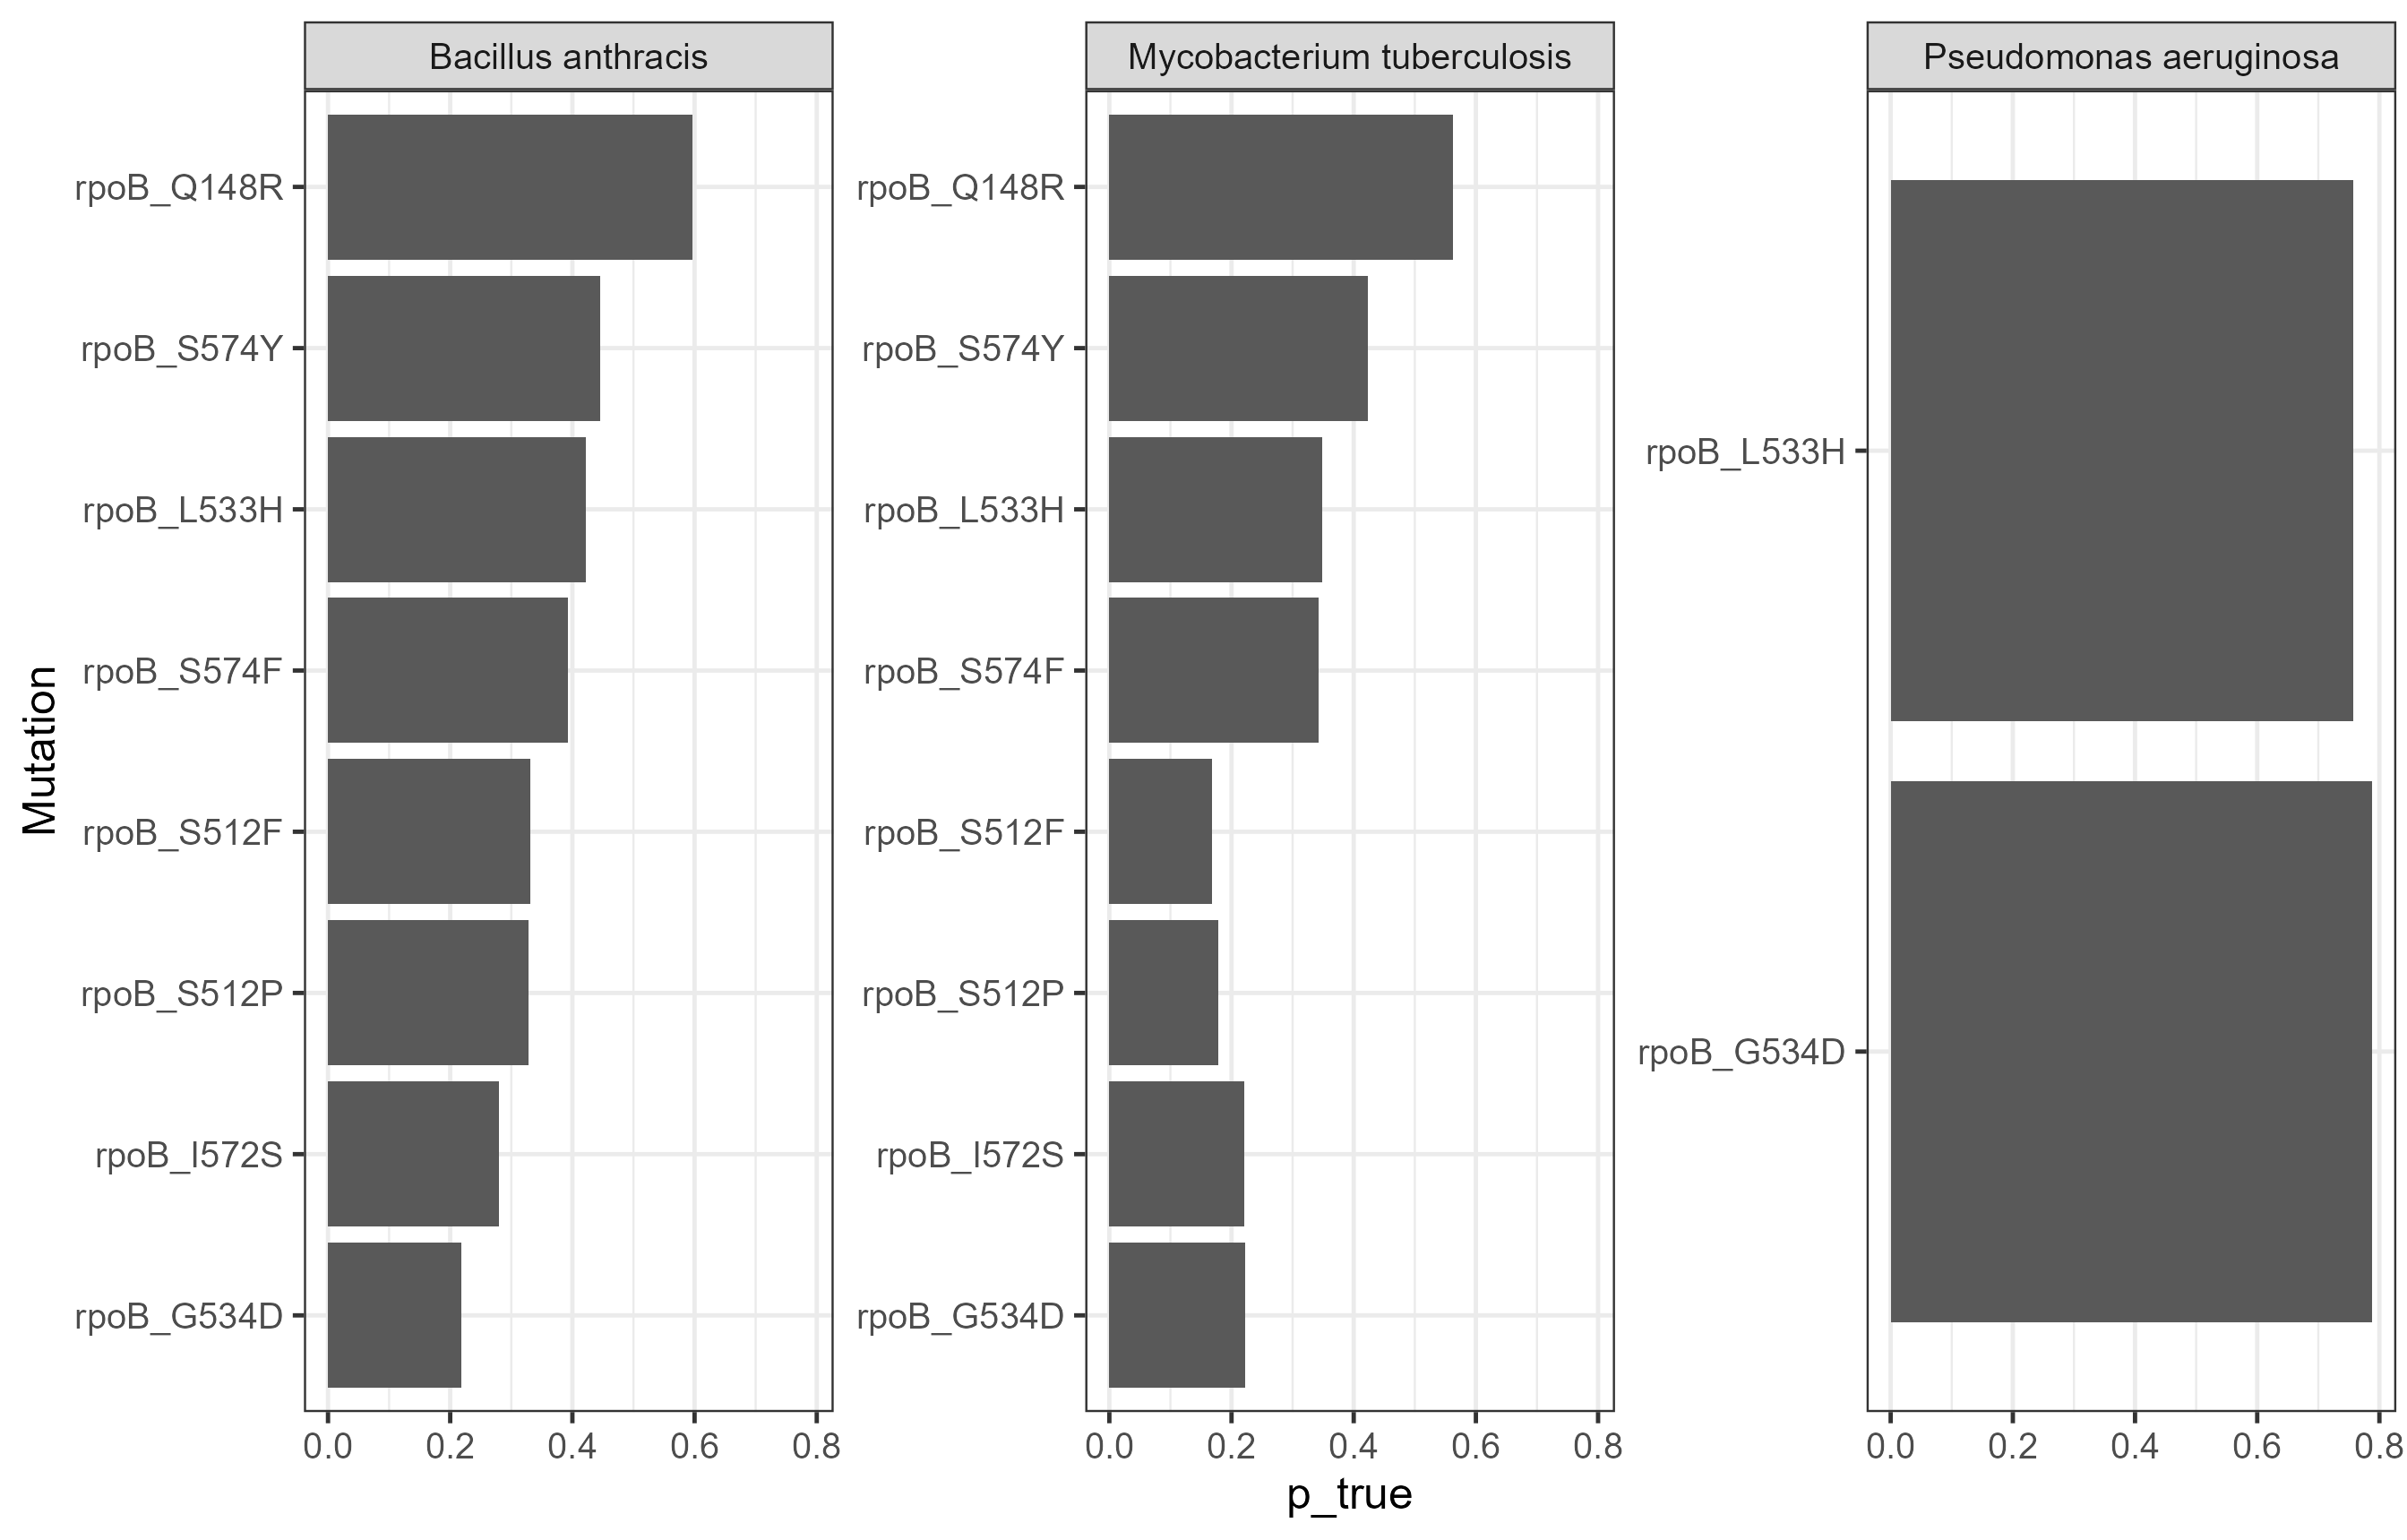 Bacillus anthracis
Mycobacterium tuberculosis
Pseudomonas aeruginosa
Mutation
rpoB_Q148R
rpoB_S574Y
rpoB_L533H
rpoB_S574F
rpoB_S512F
rpoB_S512P
rpoB_I572S
rpoB_G534D
0.0 0.2 0.4 0.6 0.8
rpoB_Q148R
rpoB_S574Y
rpoB_L533H
rpoB_S574F
rpoB_S512F
rpoB_S512P
rpoB_I572S
rpoB_G534D
0.0 0.2 0.4 0.6 0.8
rpoB_L533H
rpoB_G534D
0.0 0.2 0.4 0.6 0.8
p_true